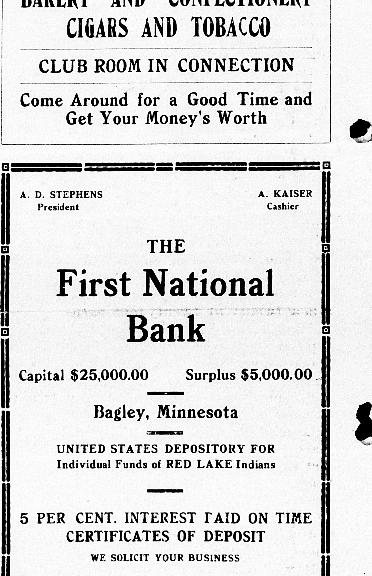 BAKERY AND CONFECTIONERY
CIGARS AND TOBACCO
CLUB ROOM IN CONNECTION
Come Around for a Good Time and
Get Your Money's Worth
A. D. STEPHENS
President
A. KAISER
Cashier
THE
First National
Bank
Capital $25,000.00 Surplus $5,000.00
Bagley, Minnesota
UNITED STATES DEPOSITORY FOR
Individual Funds of RED LAKE Indians
5 PER CENT. INTEREST PAID ON TIME
CERTIFICATES OF DEPOSIT
WE SOLICIT YOUR BUSINESS